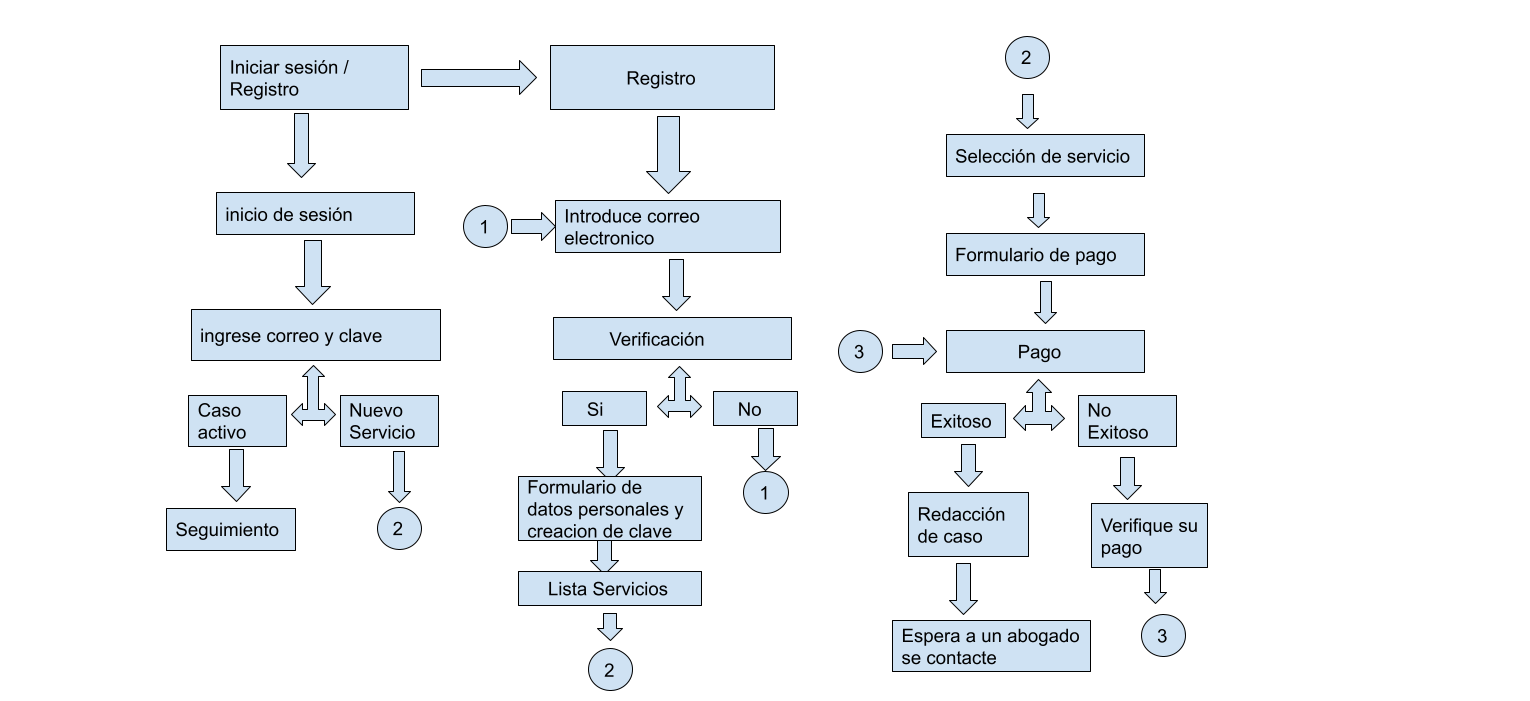 Iniciar sesión /
Registro
inicio de sesión
ingrese correo y clave
Caso
activo
Nuevo
Servicio
Seguimiento
2
Registro
1
Introduce correo
electronico
Verificación
Si
No
1
Formulario de
datos personales y
creacion de clave
Lista Servicios
2
2
Selección de servicio
Formulario de pago
3
Pago
Exitoso
No
Exitoso
Redacción
de caso
Verifique su
pago
Espera a un abogado
se contacte
3